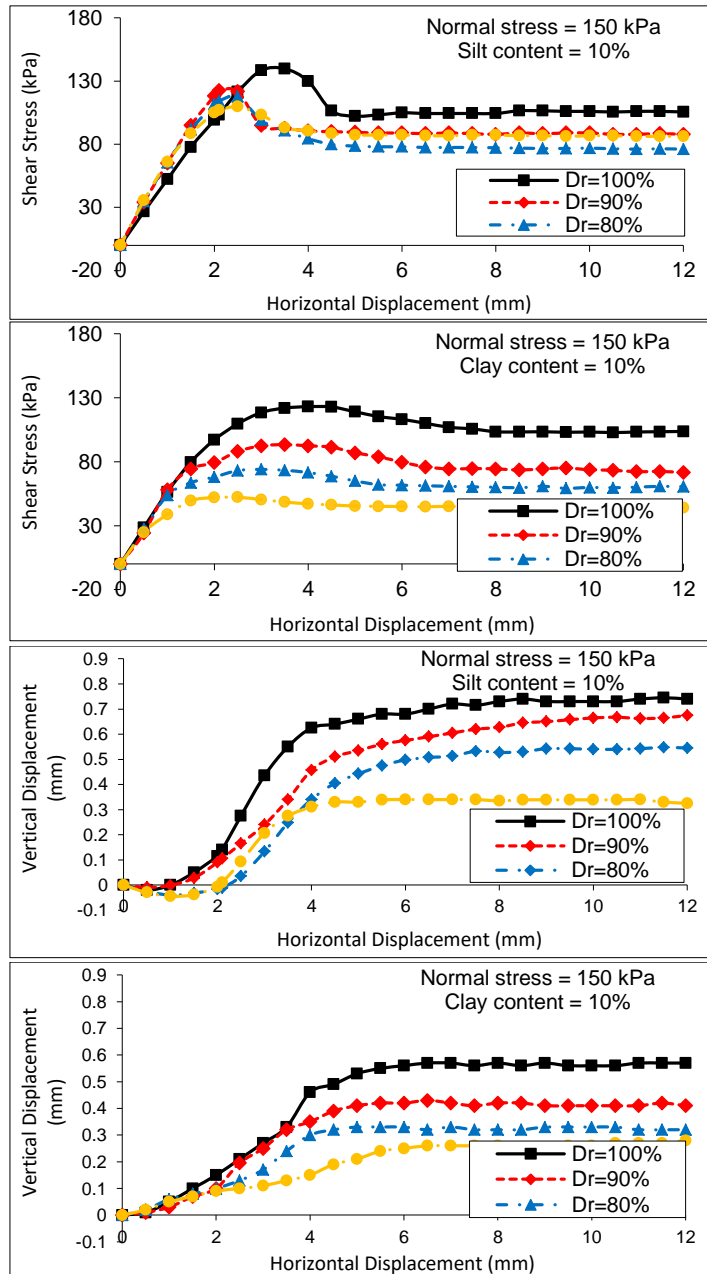 180
130
80
30
-20
Shear Stress (kPa)
Normal stress = 150 kPa
Silt content = 10%
Dr=100%
Dr=90%
Dr=80%
0 2 4 6 8 10 12
Horizontal Displacement (mm)
180
130
80
30
-20
Shear Stress (kPa)
Normal stress = 150 kPa
Clay content = 10%
Dr=100%
Dr=90%
Dr=80%
0 2 4 6 8 10 12
Horizontal Displacement (mm)
0.9
0.8
0.7
0.6
0.5
0.4
0.3
0.2
0.1
0
-0.1
Vertical Displacement
(mm)
Normal stress = 150 kPa
Silt content = 10%
Dr=100%
Dr=90%
Dr=80%
0 2 4 6 8 10 12
Horizontal Displacement (mm)
0.9
0.8
0.7
0.6
0.5
0.4
0.3
0.2
0.1
0
-0.1
Vertical Displacement
(mm)
Normal stress = 150 kPa
Clay content = 10%
Dr=100%
Dr=90%
Dr=80%
0 2 4 6 8 10 12
Horizontal Displacement (mm)